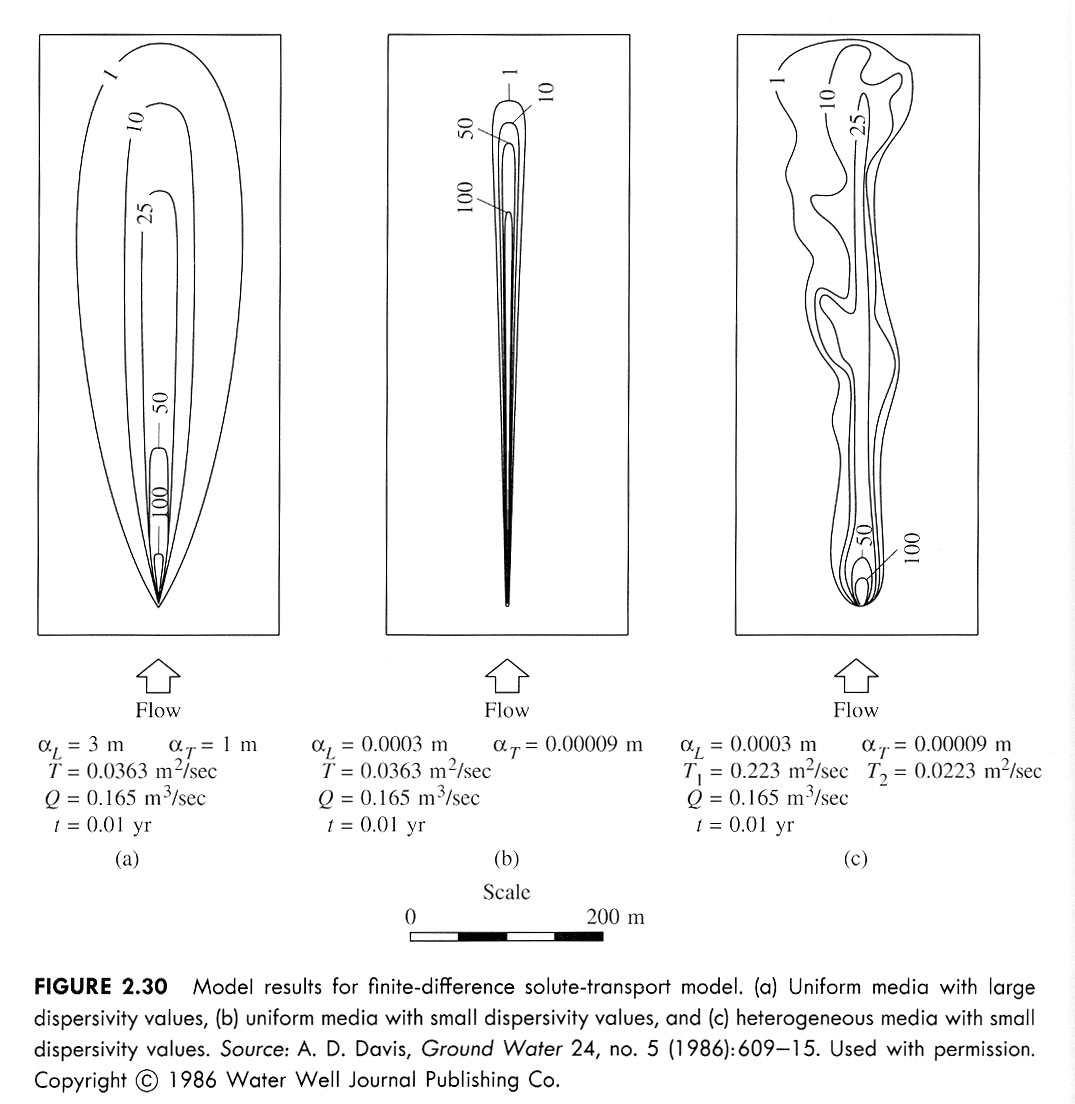 1
10
25
50
100
1
10
50
100
1
10
25
50
100
Flow
Flow
Flow
α_L = 3 m α_T = 1 m
T = 0.0363 m²/sec
Q = 0.165 m³/sec
t = 0.01 yr
(a)
α_L = 0.0003 m α_T = 0.00009 m
T = 0.0363 m²/sec
Q = 0.165 m³/sec
t = 0.01 yr
(b)
α_L = 0.0003 m α_T = 0.00009 m
T₁ = 0.223 m²/sec T₂ = 0.0223 m²/sec
Q = 0.165 m³/sec
t = 0.01 yr
(c)
Scale
0 200 m
FIGURE 2.30 Model results for finite-difference solute-transport model. (a) Uniform media with large
dispersivity values, (b) uniform media with small dispersivity values, and (c) heterogeneous media with small
dispersivity values. Source: A. D. Davis, Ground Water 24, no. 5 (1986):609–15. Used with permission.
Copyright © 1986 Water Well Journal Publishing Co.